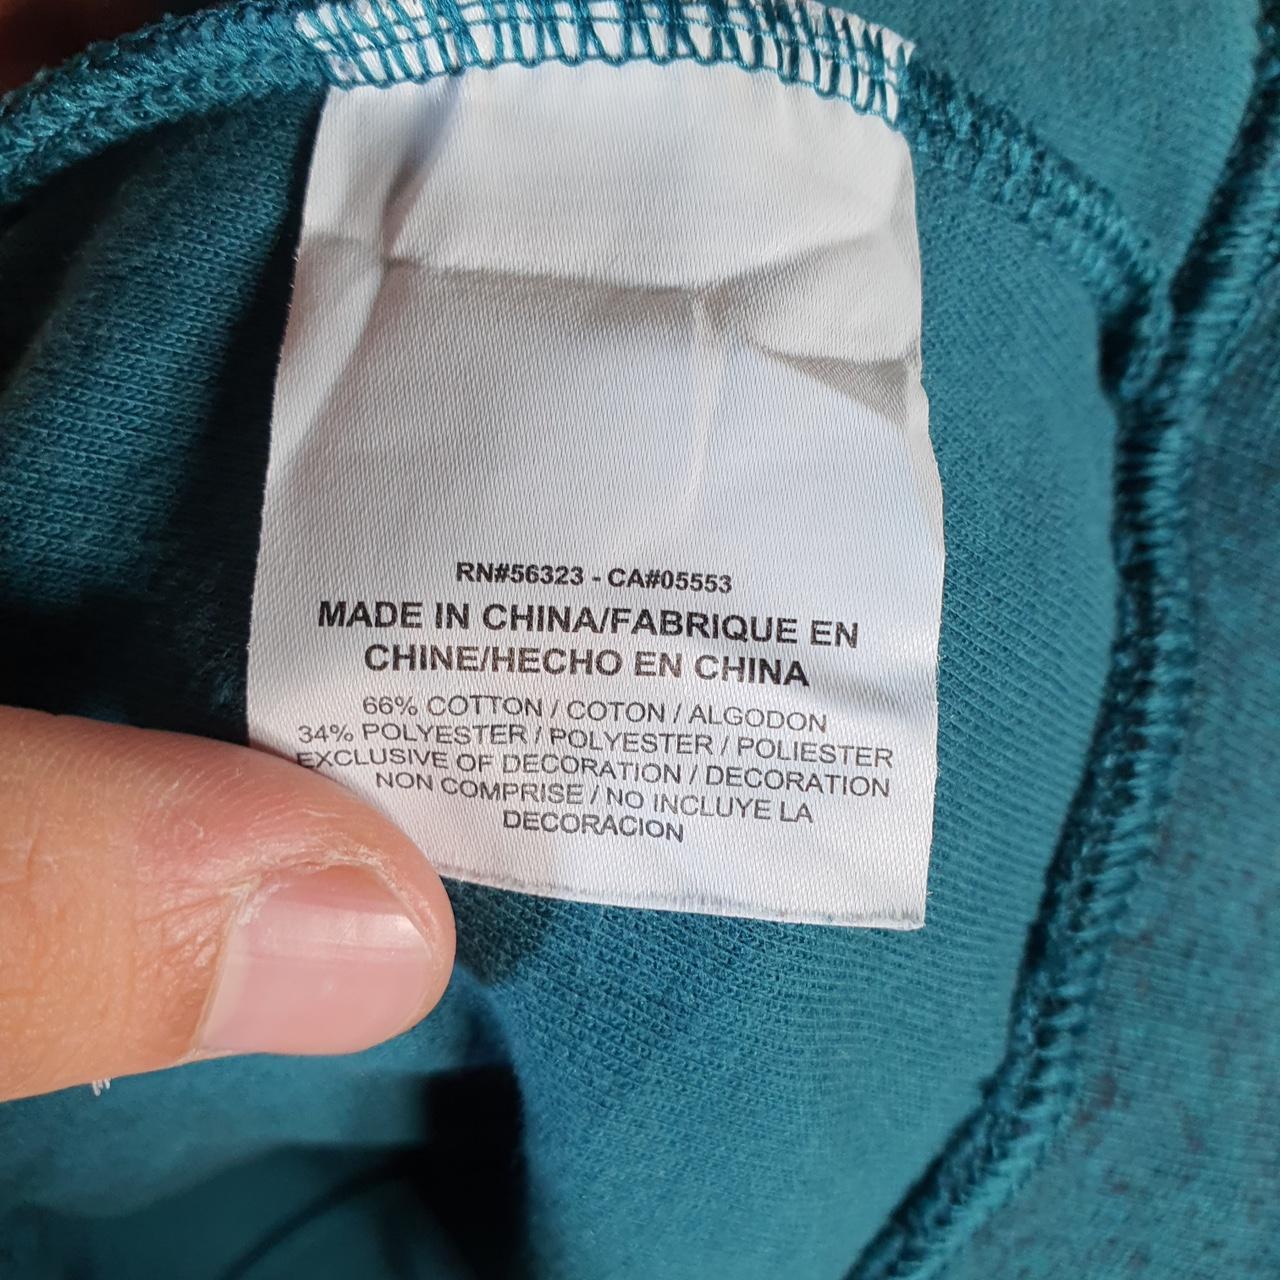 RN#56323 - CA#05553
MADE IN CHINA/FABRIQUE EN
CHINE/HECHO EN CHINA
66% COTTON / COTON / ALGODON
34% POLYESTER / POLYESTER / POLIESTER
EXCLUSIVE OF DECORATION / DECORATION
NON COMPRISE / NO INCLUYE LA
DECORACION